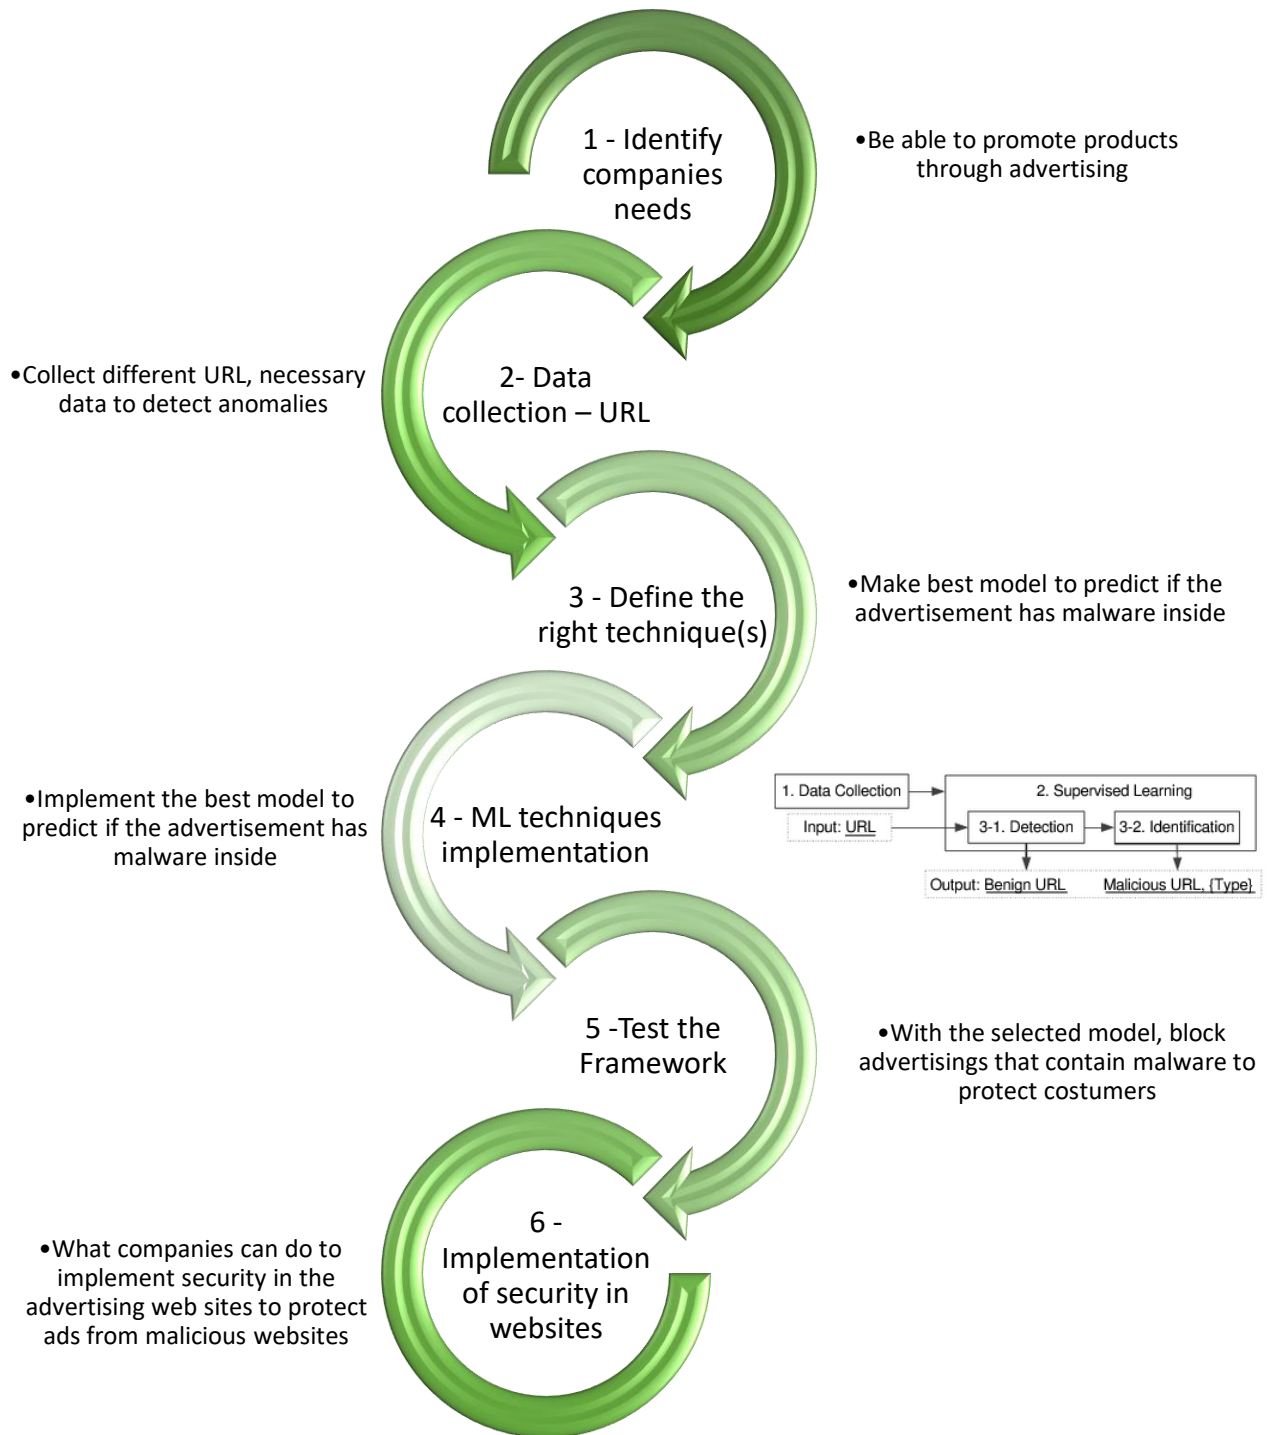 1 - Identify
companies
needs
•Be able to promote products
through advertising
2- Data
collection – URL
•Collect different URL, necessary
data to detect anomalies
3 - Define the
right technique(s)
•Make best model to predict if the
advertisement has malware inside
4 - ML techniques
implementation
•Implement the best model to
predict if the advertisement has
malware inside
1. Data Collection
2. Supervised Learning
Input: URL
3-1. Detection
3-2. Identification
Output: Benign URL
Malicious URL, {Type}
5 -Test the
Framework
•With the selected model, block
advertisings that contain malware to
protect costumers
6 -
Implementation
of security in
websites
•What companies can do to
implement security in the
advertising web sites to protect
ads from malicious websites